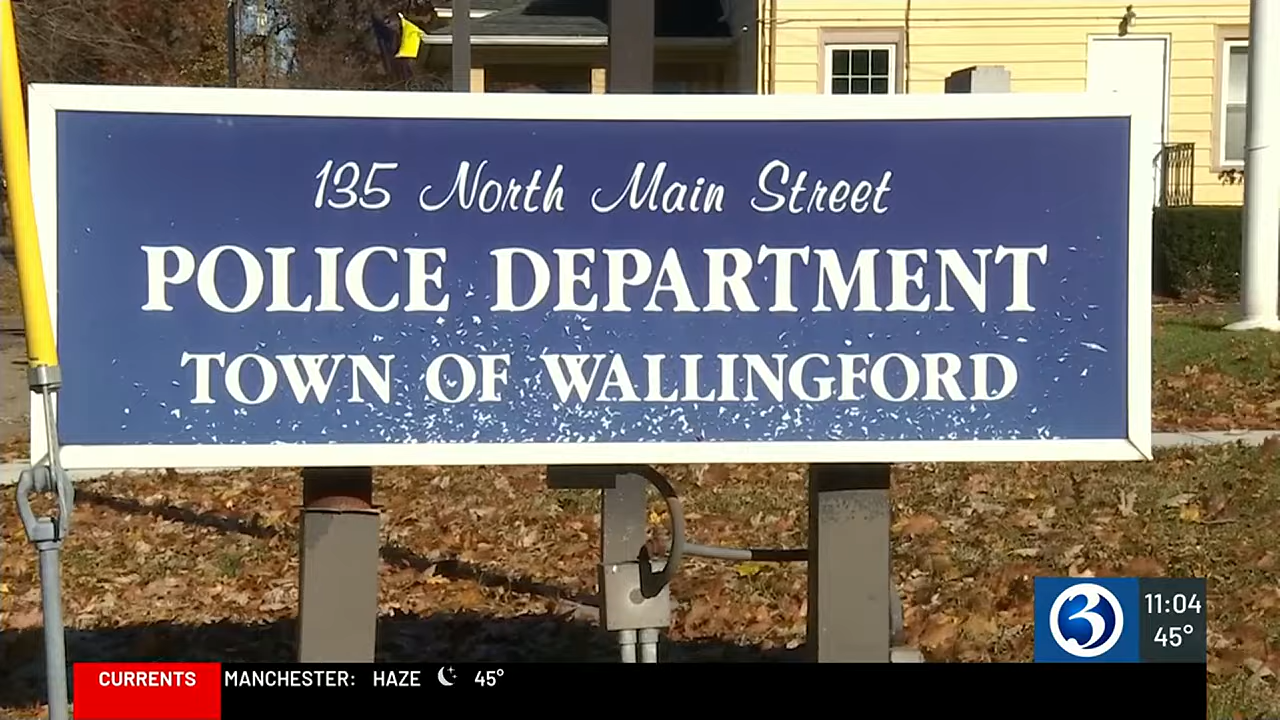 135 North Main Street
POLICE DEPARTMENT
TOWN OF WALLINGFORD
3
11:04
45°
CURRENTS
MANCHESTER: HAZE 45°